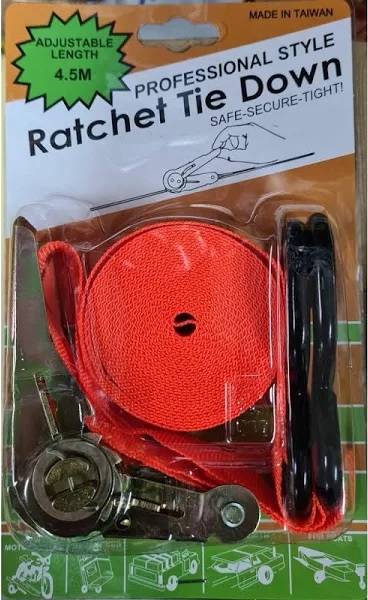 MADE IN TAIWAN
ADJUSTABLE
LENGTH
4.5M
PROFESSIONAL STYLE
Ratchet Tie Down
SAFE-SECURE-TIGHT!